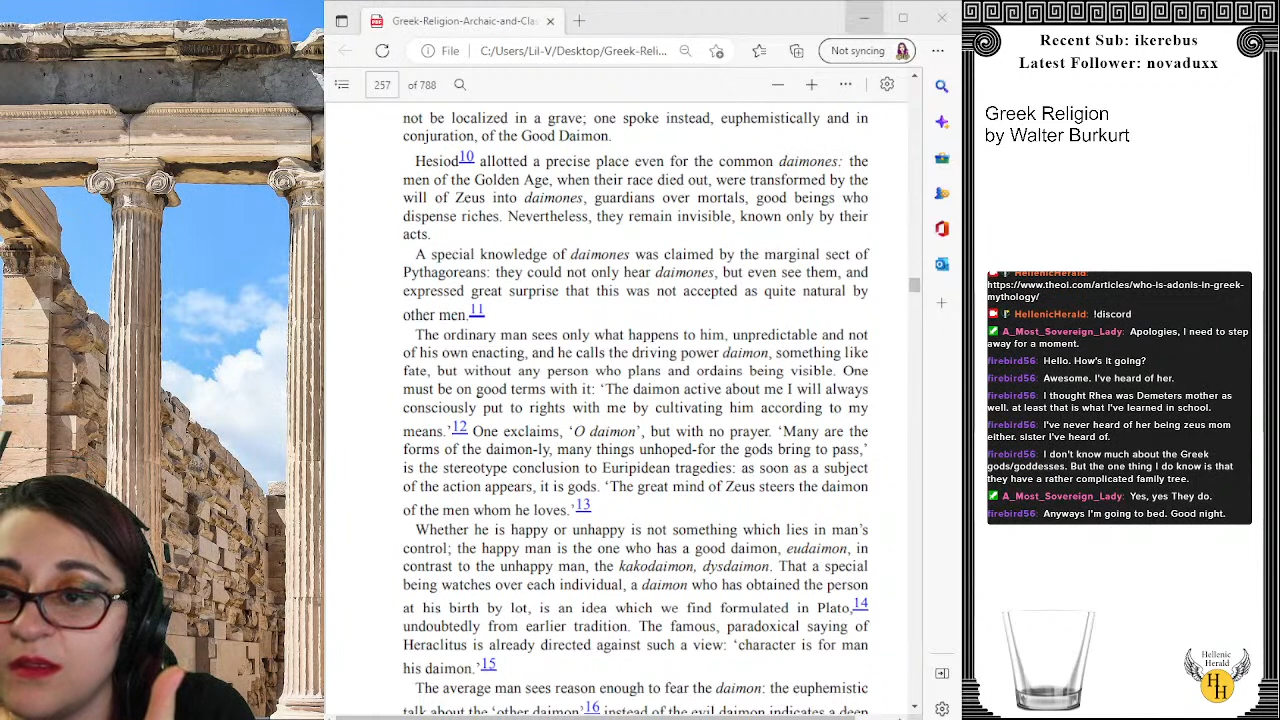 Greek-Religion-Archaic-and-Cla
File
C:/Users/Lil-V/Desktop/Greek-Reli...
Not syncing
257 of 788
not be localized in a grave; one spoke instead, euphemistically and in
conjuration, of the Good Daimon.
Hesiod10 allotted a precise place even for the common daimones: the
men of the Golden Age, when their race died out, were transformed by the
will of Zeus into daimones, guardians over mortals, good beings who
dispense riches. Nevertheless, they remain invisible, known only by their
acts.
A special knowledge of daimones was claimed by the marginal sect of
Pythagoreans: they could not only hear daimones, but even see them, and
expressed great surprise that this was not accepted as quite natural by
other men.11
The ordinary man sees only what happens to him, unpredictable and not
of his own enacting, and he calls the driving power daimon, something like
fate, but without any person who plans and ordains being visible. One
must be on good terms with it: ‘The daimon active about me I will always
consciously put to rights with me by cultivating him according to my
means.’12 One exclaims, ‘O daimon’, but with no prayer. ‘Many are the
forms of the daimon-ly, many things unhoped-for the gods bring to pass,’
is the stereotype conclusion to Euripidean tragedies: as soon as a subject
of the action appears, it is gods. ‘The great mind of Zeus steers the daimon
of the men whom he loves.’13
Whether he is happy or unhappy is not something which lies in man’s
control; the happy man is the one who has a good daimon, eudaimon, in
contrast to the unhappy man, the kakodaimon, dysdaimon. That a special
being watches over each individual, a daimon who has obtained the person
at his birth by lot, is an idea which we find formulated in Plato,14
undoubtedly from earlier tradition. The famous, paradoxical saying of
Heraclitus is already directed against such a view: ‘character is for man
his daimon.’15
The average man sees reason enough to fear the daimon: the euphemistic
talk about the ‘other daimon’16 instead of the evil daimon indicates a deep
Recent Sub: ikerebus
Latest Follower: novaduxx
Greek Religion
by Walter Burkurt
HellenicHerald:
https://www.theoi.com/articles/who-is-adonis-in-greek-
mythology/
HellenicHerald: !discord
A_Most_Sovereign_Lady: Apologies, I need to step
away for a moment.
firebird56: Hello. How's it going?
firebird56: Awesome. I've heard of her.
firebird56: I thought Rhea was Demeters mother as
well. at least that is what I've learned in school.
firebird56: I've never heard of her being zeus mom
either. sister I've heard of.
firebird56: I don't know much about the Greek
gods/goddesses. But the one thing I do know is that
they have a rather complicated family tree.
A_Most_Sovereign_Lady: Yes, yes They do.
firebird56: Anyways I'm going to bed. Good night.
Hellenic
Herald
HH